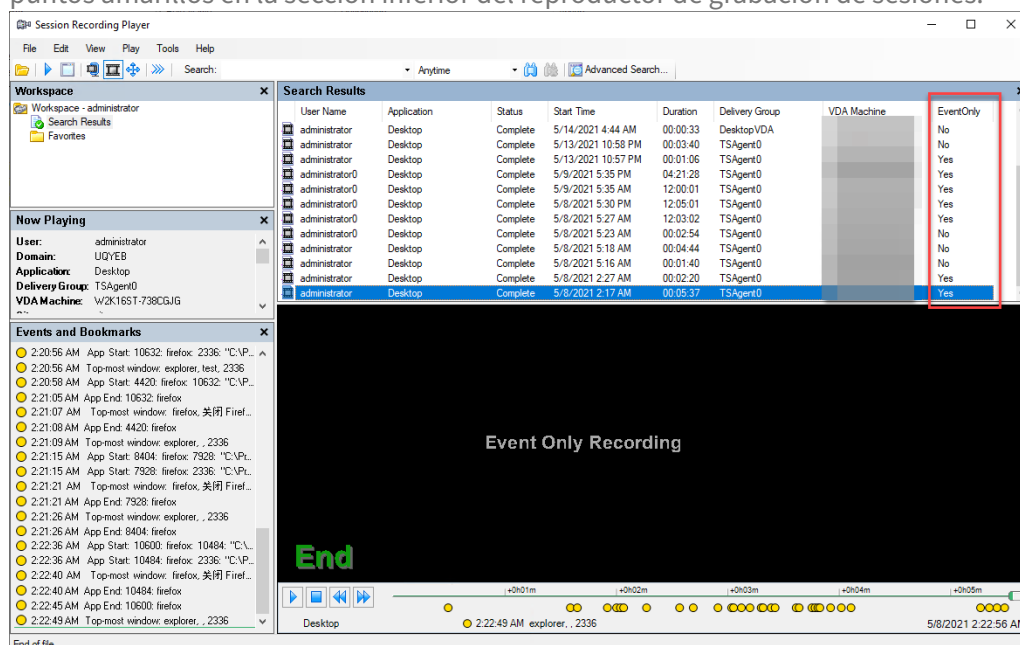 puntos amarillos en la sección inferior del reproductor de grabación de sesiones.
Session Recording Player
File Edit View Play Tools Help
Search: Anytime Advanced Search...
Workspace
Workspace - administrator
Search Results
Favorites
Search Results
User Name Application Status Start Time Duration Delivery Group VDA Machine EventOnly
administrator Desktop Complete 5/14/2021 4:44 AM 00:00:33 DesktopVDA No
administrator Desktop Complete 5/13/2021 10:58 PM 00:03:40 TSAgent0 No
administrator Desktop Complete 5/13/2021 10:57 PM 00:01:06 TSAgent0 Yes
administrator0 Desktop Complete 5/9/2021 5:35 PM 04:21:28 TSAgent0 Yes
administrator0 Desktop Complete 5/9/2021 5:35 AM 12:00:01 TSAgent0 Yes
administrator0 Desktop Complete 5/8/2021 5:30 PM 12:05:01 TSAgent0 Yes
administrator0 Desktop Complete 5/8/2021 5:27 AM 12:03:02 TSAgent0 Yes
administrator0 Desktop Complete 5/8/2021 5:23 AM 00:02:54 TSAgent0 No
administrator Desktop Complete 5/8/2021 5:18 AM 00:04:44 TSAgent0 No
administrator Desktop Complete 5/8/2021 5:16 AM 00:01:40 TSAgent0 No
administrator Desktop Complete 5/8/2021 2:27 AM 00:02:20 TSAgent0 Yes
administrator Desktop Complete 5/8/2021 2:17 AM 00:05:37 TSAgent0 Yes
Now Playing
User: administrator
Domain: UQYEB
Application: Desktop
Delivery Group: TSAgent0
VDA Machine: W2K16ST-738CGJG
Events and Bookmarks
2:20:56 AM App Start: 10632: firefox: 2336: "C:\P...
2:20:56 AM Top-most window: explorer, test, 2336
2:20:58 AM App Start: 4420: firefox: 10632: "C:\P...
2:21:05 AM App End: 10632: firefox
2:21:07 AM Top-most window: firefox, 关闭 Firef...
2:21:08 AM App End: 4420: firefox
2:21:09 AM Top-most window: explorer, , 2336
2:21:15 AM App Start: 8404: firefox: 7928: "C:\Pr...
2:21:15 AM App Start: 7928: firefox: 2336: "C:\Pr...
2:21:21 AM Top-most window: firefox, 关闭 Firef...
2:21:21 AM App End: 7928: firefox
2:21:26 AM Top-most window: explorer, , 2336
2:21:26 AM App End: 8404: firefox
2:22:36 AM App Start: 10600: firefox: 10484: "C:\...
2:22:36 AM App Start: 10484: firefox: 2336: "C:\P...
2:22:40 AM Top-most window: firefox, 关闭 Firef...
2:22:40 AM App End: 10484: firefox
2:22:45 AM App End: 10600: firefox
2:22:49 AM Top-most window: explorer, , 2336
Event Only Recording
End
+0h01m +0h02m +0h03m +0h04m +0h05m
Desktop 2:22:49 AM explorer, , 2336 5/8/2021 2:22:56 AM
End of file